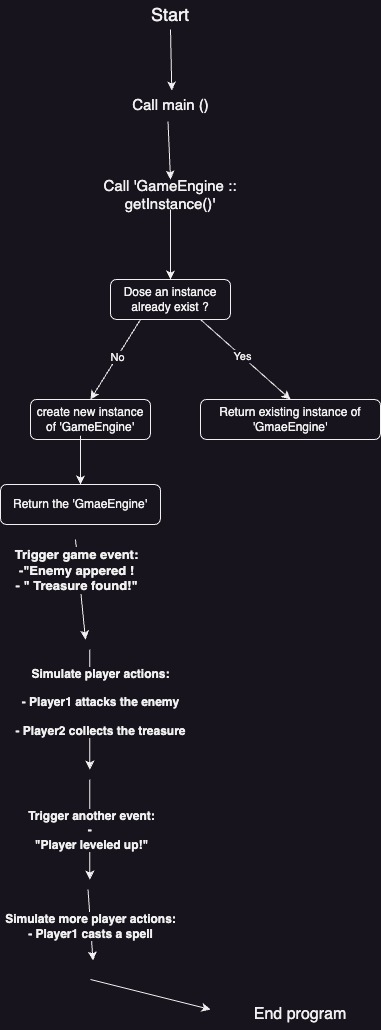 Start
Call main ()
Call 'GameEngine ::
getInstance()'
Dose an instance
already exist ?
No
Yes
create new instance
of 'GameEngine'
Return existing instance of
'GmaeEngine'
Return the 'GmaeEngine'
Trigger game event:
-"Enemy appered !
- " Treasure found!"
Simulate player actions:
- Player1 attacks the enemy
- Player2 collects the treasure
Trigger another event:
-
"Player leveled up!"
Simulate more player actions:
- Player1 casts a spell
End program